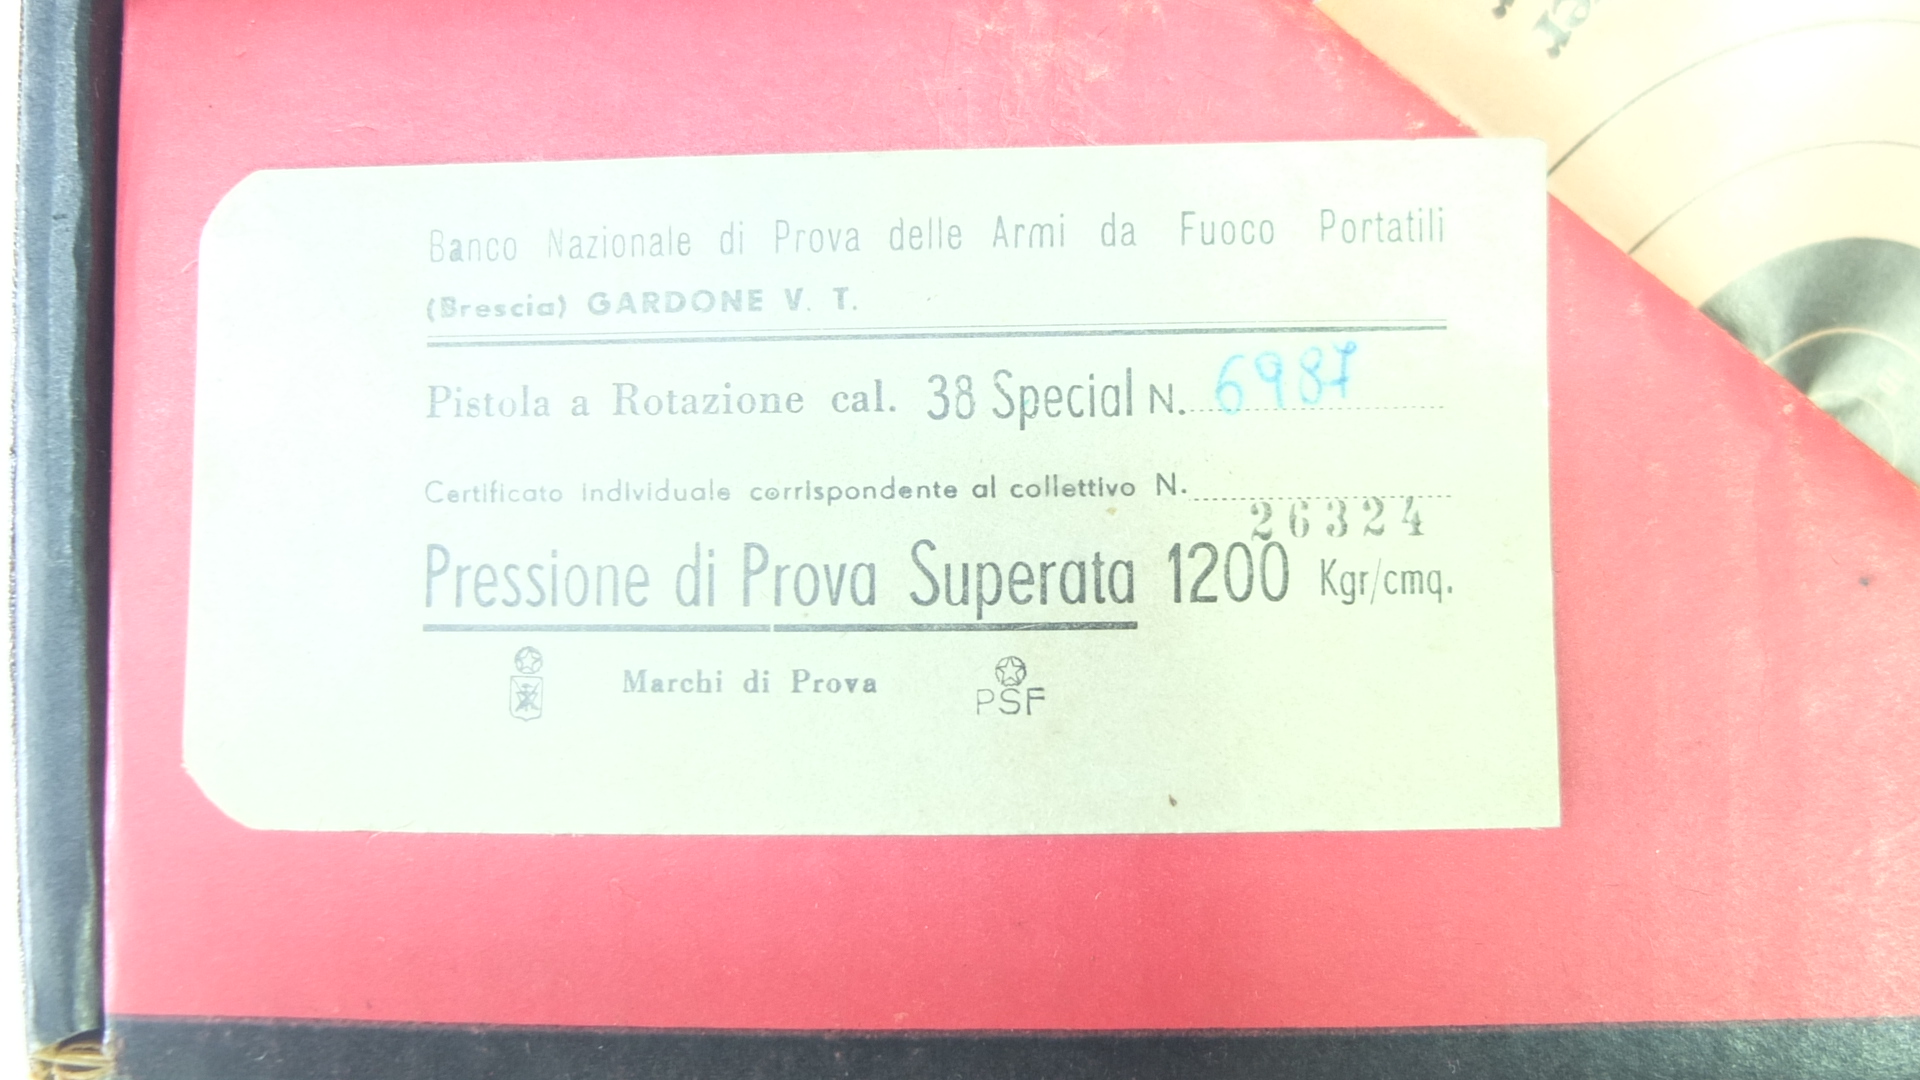 Banco Nazionale di Prova delle Armi da Fuoco Portatili
(Brescia) GARDONE V. T.
Pistola a Rotazione cal. 38 Special N. 6987
Certificato individuale corrispondente al collettivo N.
26324
Pressione di Prova Superata 1200 Kgr/cmq.
Marchi di Prova
PSF